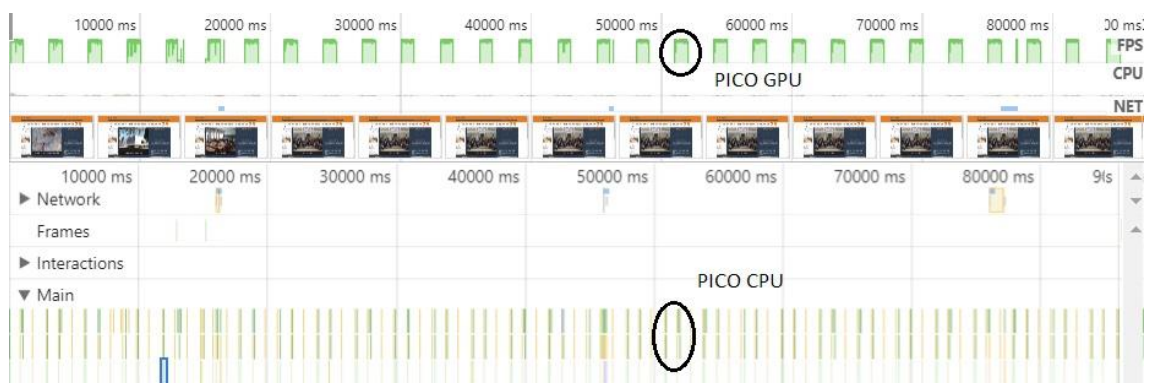 10000 ms 20000 ms 30000 ms 40000 ms 50000 ms 60000 ms 70000 ms 80000 ms 00 ms
FPS
PICO GPU
CPU
NET
10000 ms 20000 ms 30000 ms 40000 ms 50000 ms 60000 ms 70000 ms 80000 ms
▶ Network
Frames
▶ Interactions
PICO CPU
▼ Main